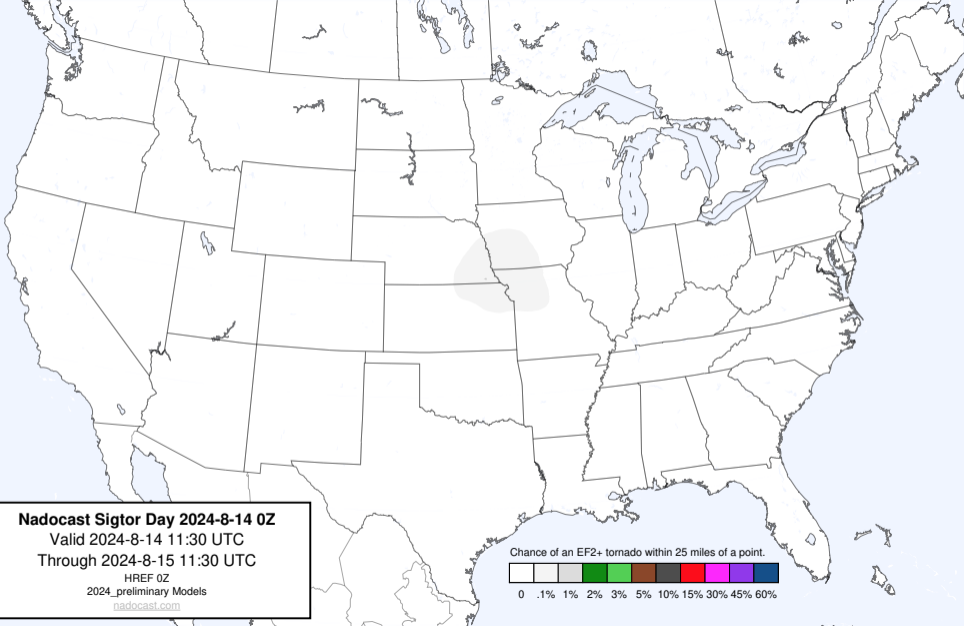 Nadocast Sigtor Day 2024-8-14 0Z
Valid 2024-8-14 11:30 UTC
Through 2024-8-15 11:30 UTC
HREF 0Z
2024_preliminary Models
nadocast.com
Chance of an EF2+ tornado within 25 miles of a point.
0 .1% 1% 2% 3% 5% 10% 15% 30% 45% 60%